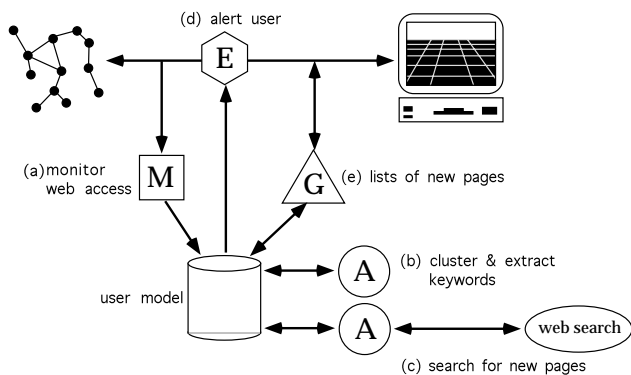 (d) alert user
E
(a)monitor
web access
M
G
(e) lists of new pages
user model
A
(b) cluster & extract
keywords
A
web search
(c) search for new pages